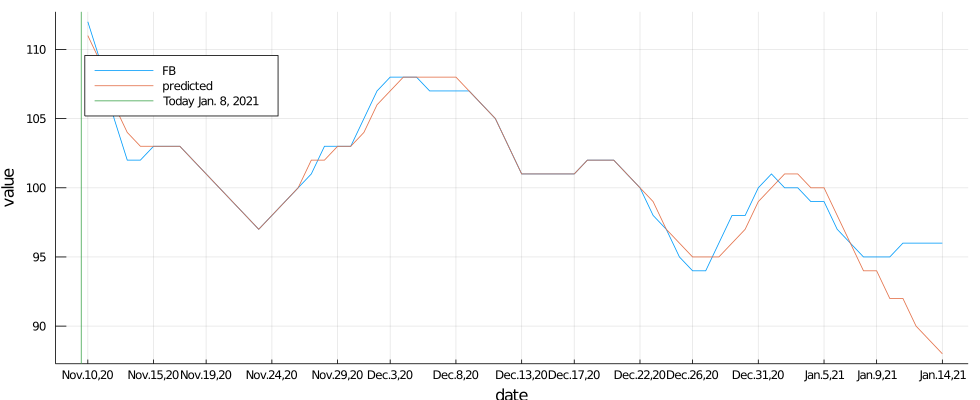 110
105
100
95
90
value
FB
predicted
Today Jan. 8, 2021
Nov.10,20 Nov.15,20 Nov.19,20 Nov.24,20 Nov.29,20 Dec.3,20 Dec.8,20 Dec.13,20 Dec.17,20 Dec.22,20 Dec.26,20 Dec.31,20 Jan.5,21 Jan.9,21 Jan.14,21
date